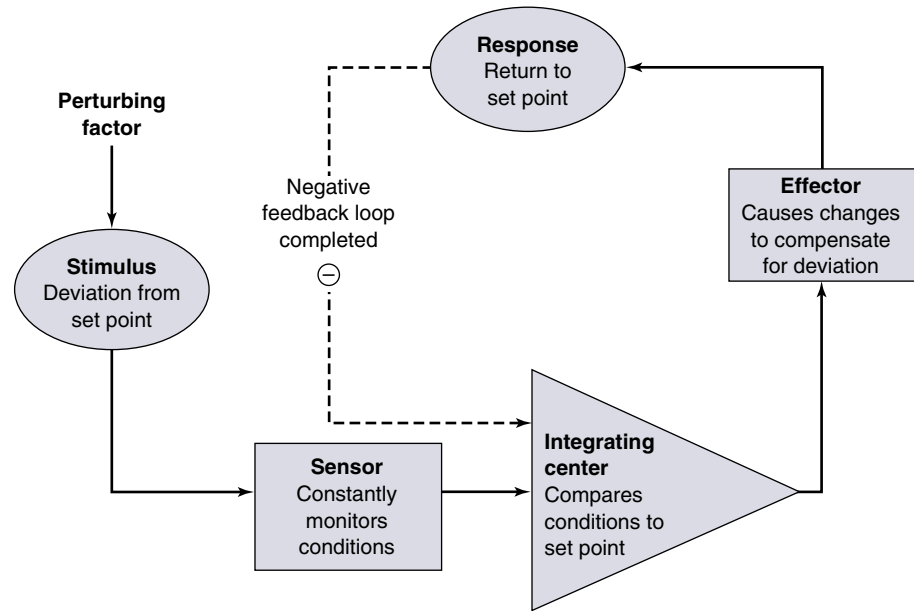 Perturbing
factor
Stimulus
Deviation from
set point
Sensor
Constantly
monitors
conditions
Integrating
center
Compares
conditions to
set point
Effector
Causes changes
to compensate
for deviation
Response
Return to
set point
Negative
feedback loop
completed
−